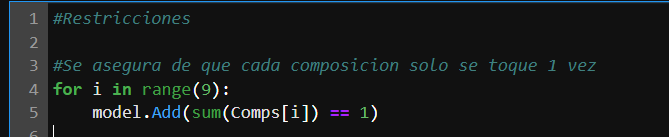 1 #Restricciones
2
3 #Se asegura de que cada composicion solo se toque 1 vez
4 for i in range(9):
5     model.Add(sum(Comps[i]) == 1)
6